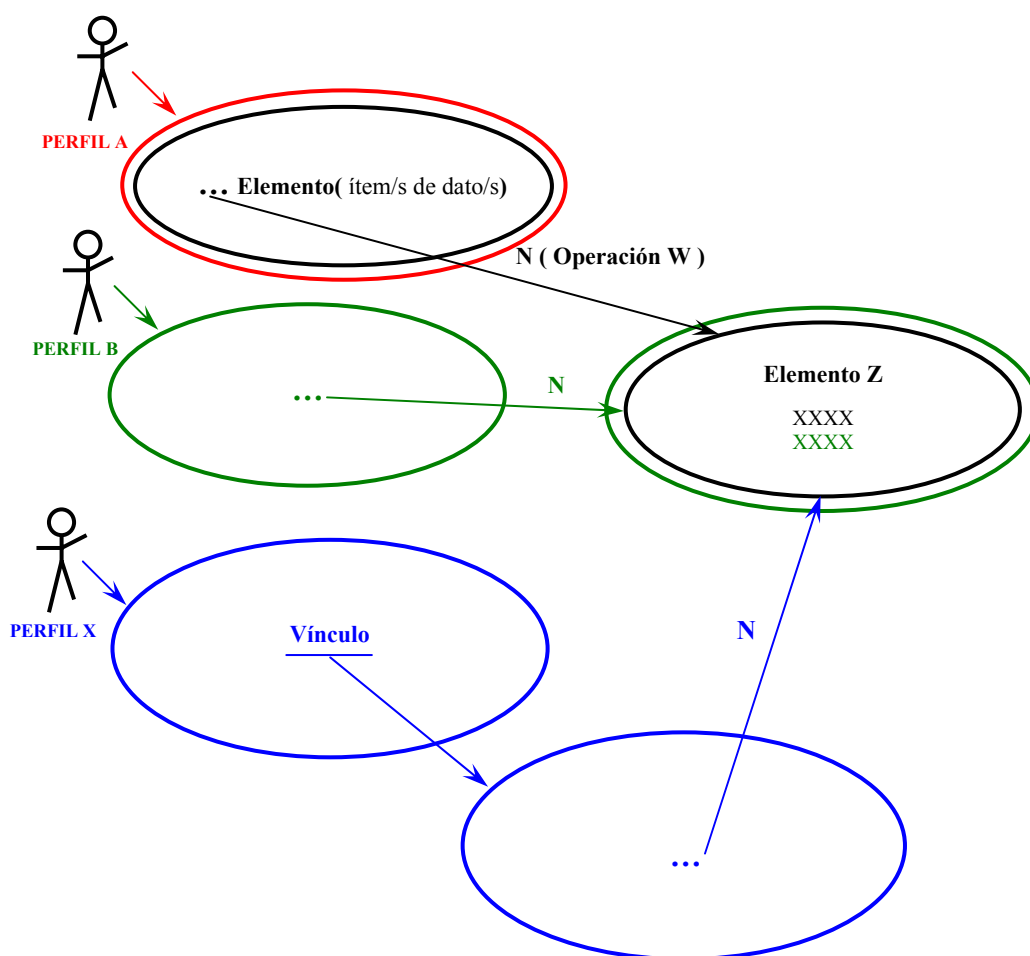 PERFIL A
... Elemento( ítem/s de dato/s)
N ( Operación W )
PERFIL B
...
N
Elemento Z
XXXX
XXXX
PERFIL X
Vínculo
N
...